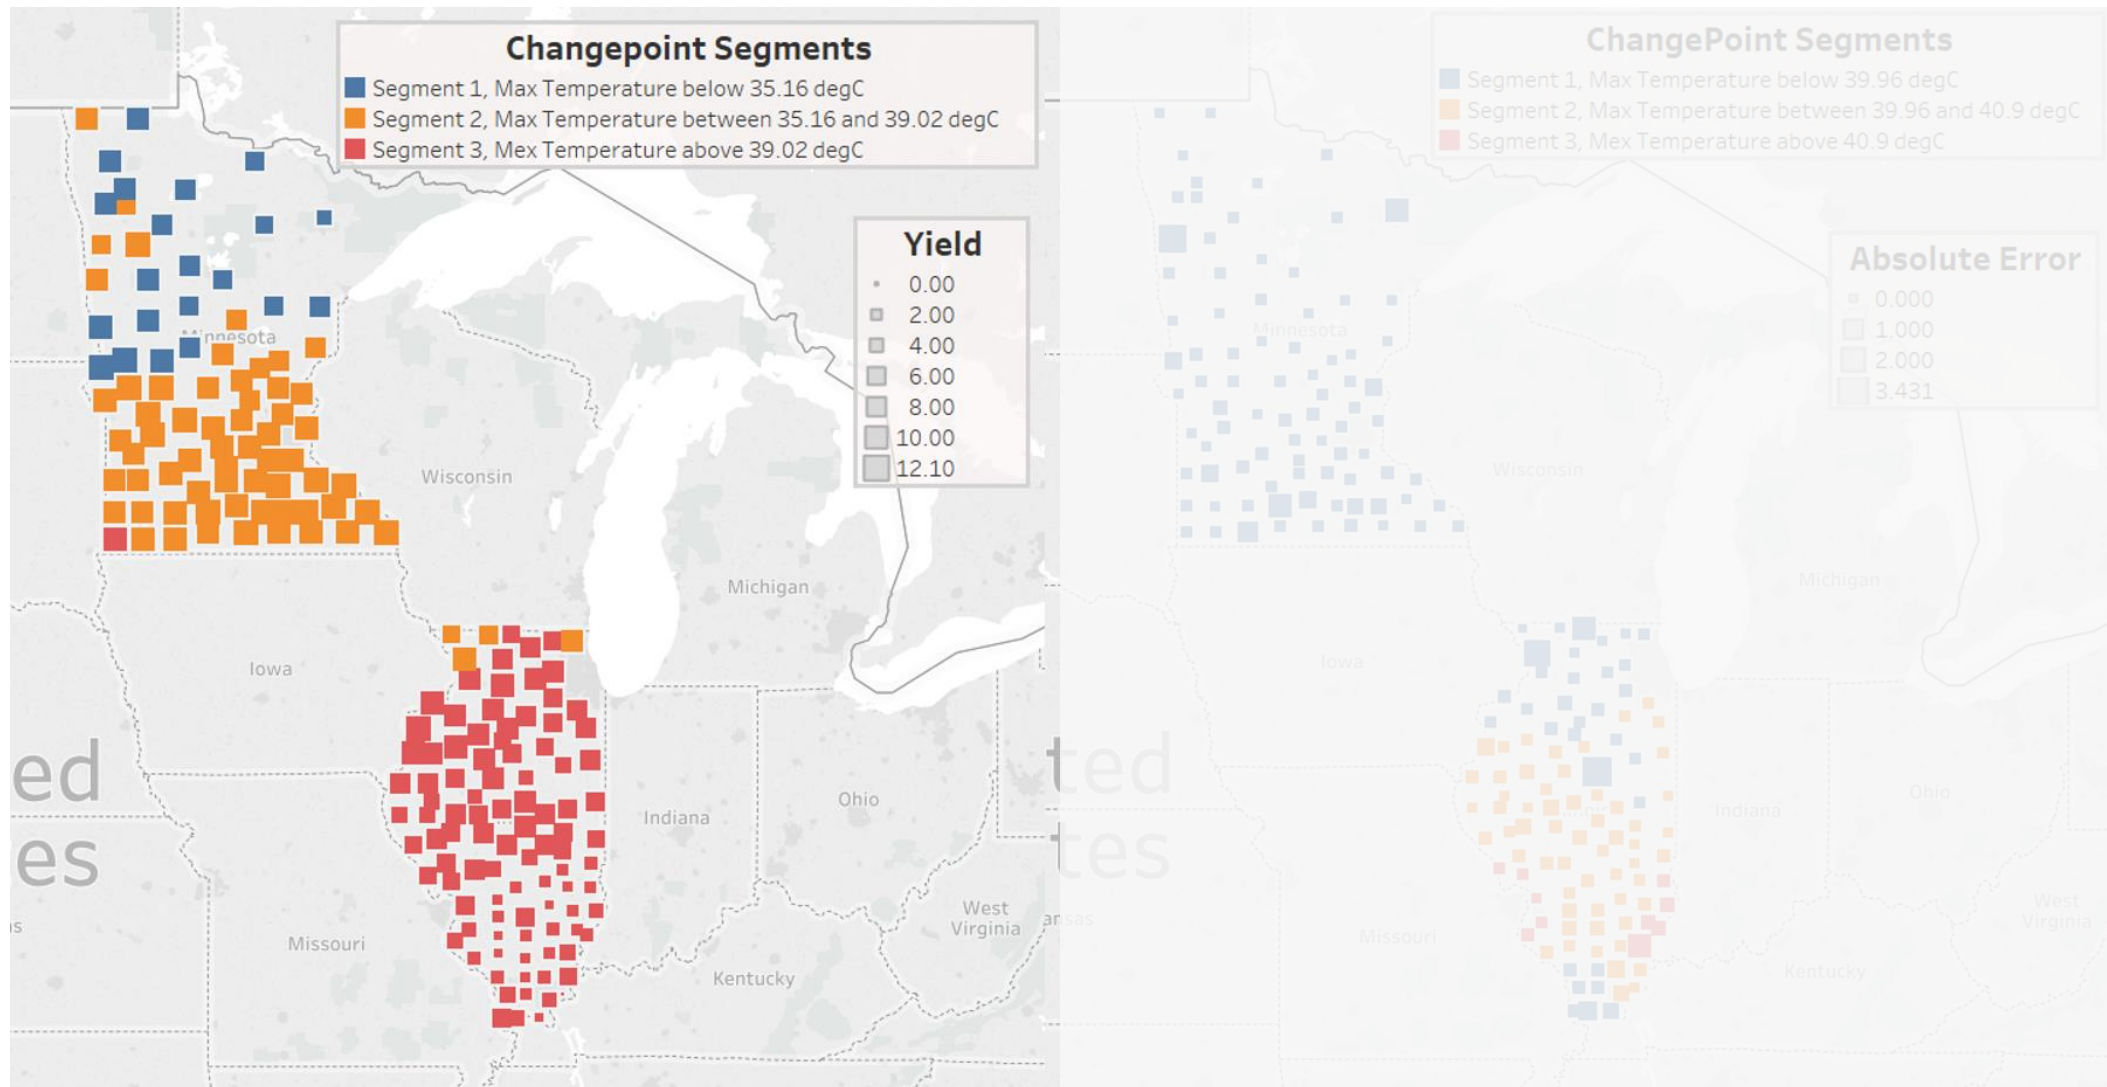 Changepoint Segments
Segment 1, Max Temperature below 35.16 degC
Segment 2, Max Temperature between 35.16 and 39.02 degC
Segment 3, Mex Temperature above 39.02 degC
Yield
0.00
2.00
4.00
6.00
8.00
10.00
12.10
nnesota
Wisconsin
Michigan
Iowa
ed
es
Indiana
Ohio
West
Virginia
Missouri
Kentucky
s
ChangePoint Segments
Segment 1, Max Temperature below 39.96 degC
Segment 2, Max Temperature between 39.96 and 40.9 degC
Segment 3, Mex Temperature above 40.9 degC
Absolute Error
0.000
1.000
2.000
3.431
Minnesota
Wisconsin
Michigan
Iowa
ted
tes
Indiana
Ohio
West
Virginia
ansas
Missouri
Kentucky